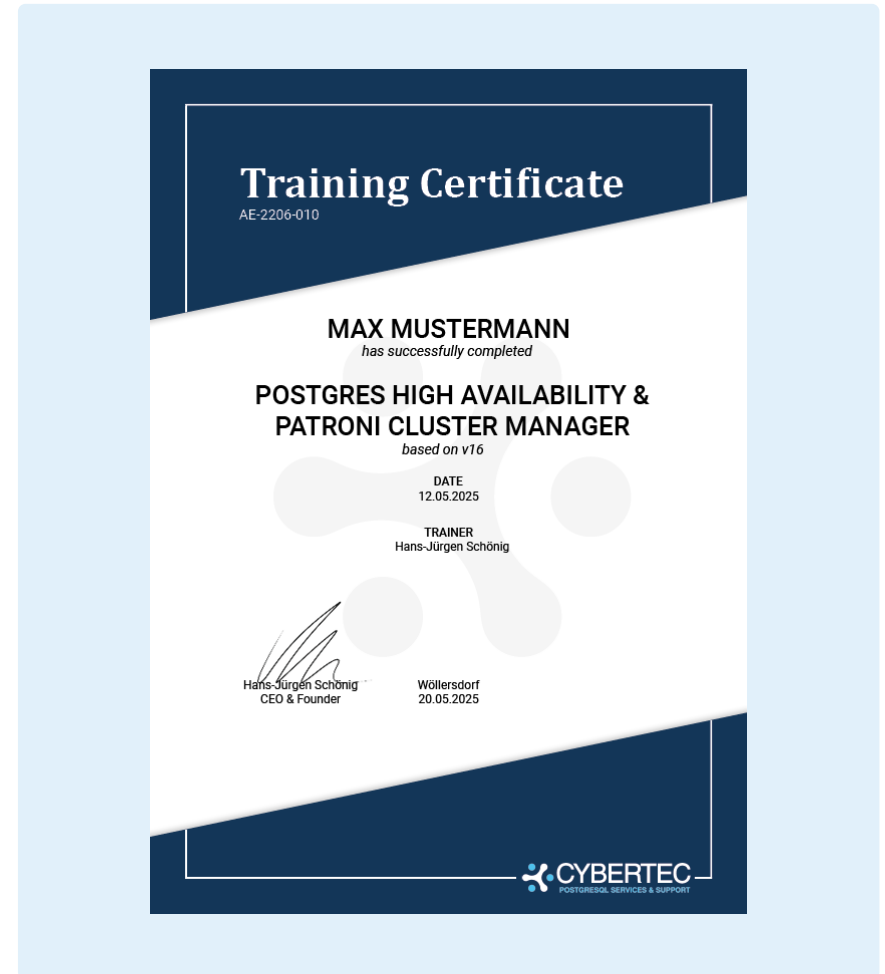 Training Certificate
AE-2206-010
MAX MUSTERMANN
has successfully completed
POSTGRES HIGH AVAILABILITY &
PATRONI CLUSTER MANAGER
based on v16
DATE
12.05.2025
TRAINER
Hans-Jürgen Schönig
Hans-Jürgen Schönig
CEO & Founder
Wöllersdorf
20.05.2025
CYBERTEC
POSTGRESQL SERVICES & SUPPORT